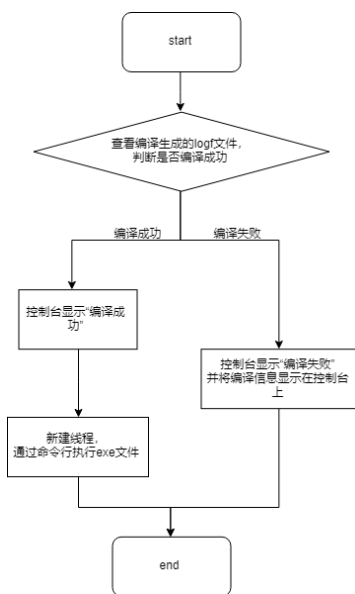 start
查看编译生成的logf文件，
判断是否编译成功
编译成功
编译失败
控制台显示“编译成
功”
控制台显示“编译失败”
并将编译信息显示在控制台
上
新建线程，
通过命令行执行exe文件
end